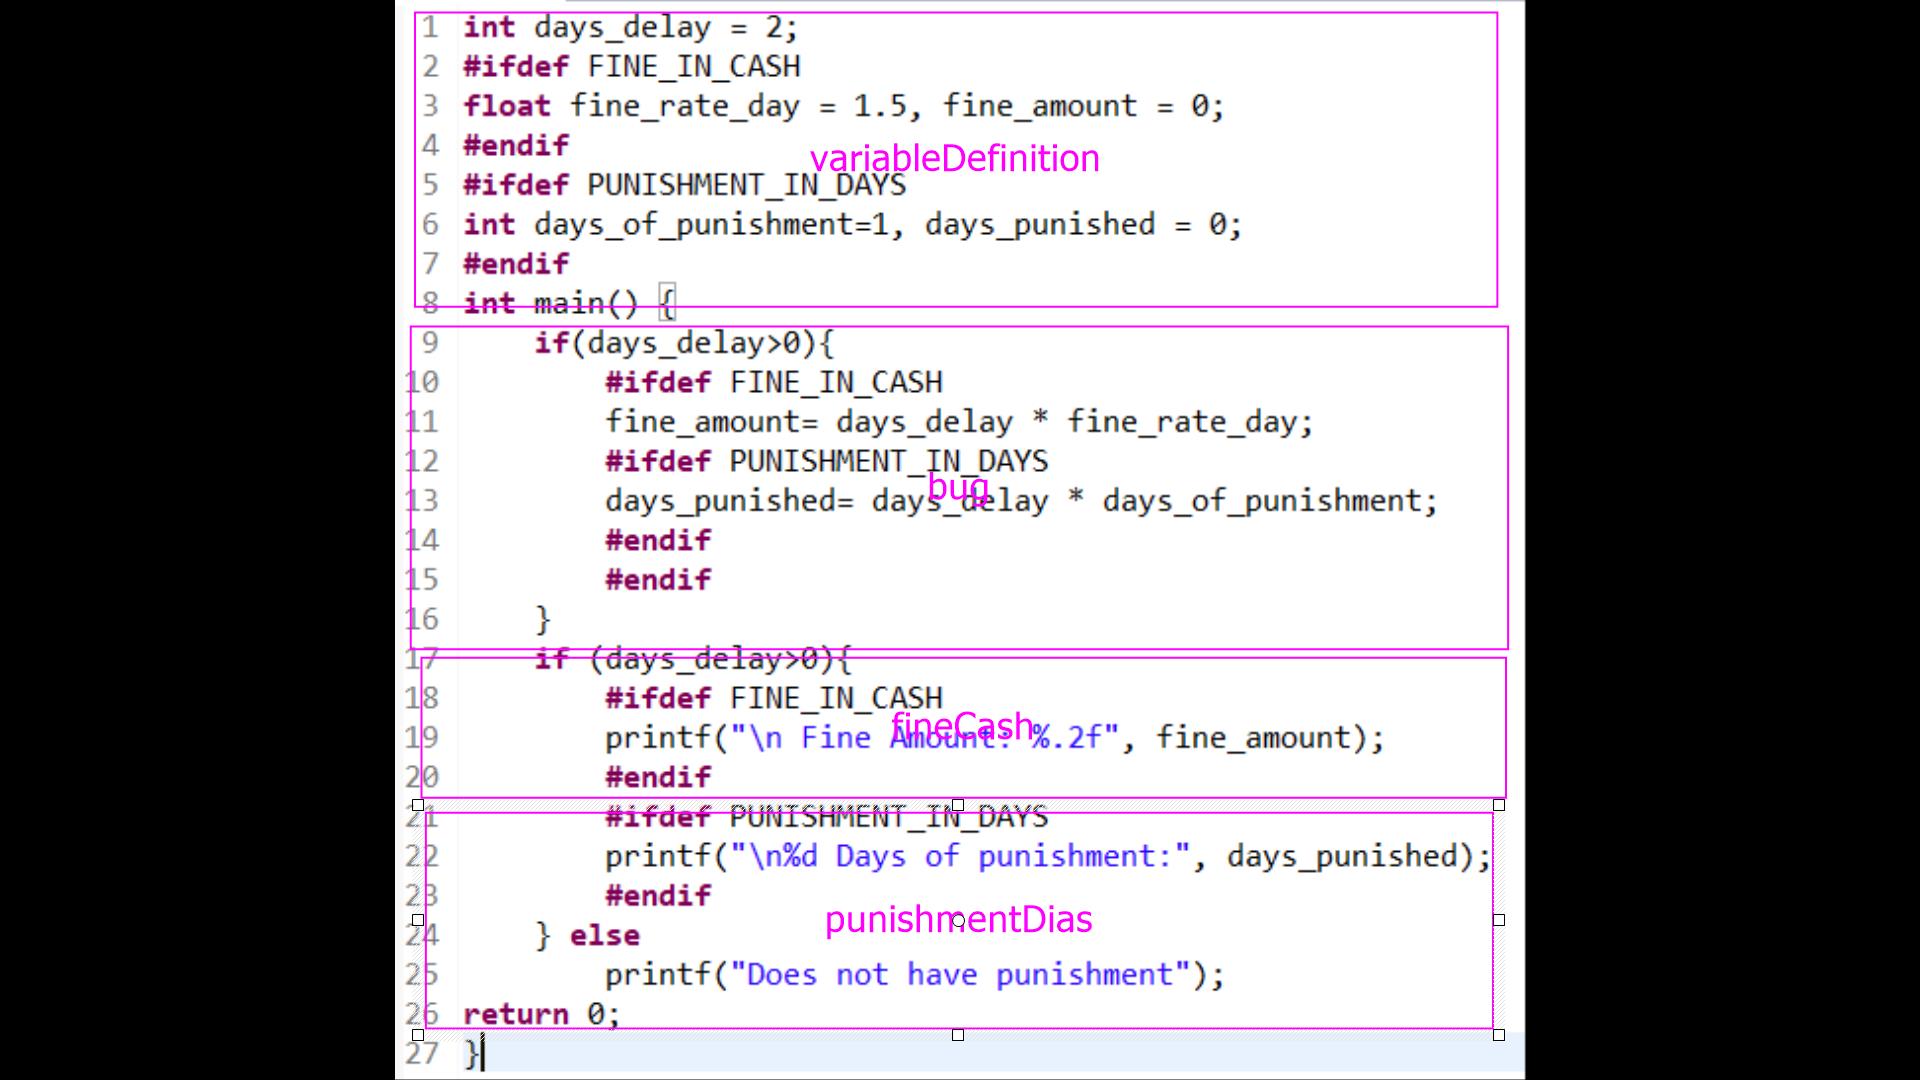 1 int days_delay = 2;
2 #ifdef FINE_IN_CASH
3 float fine_rate_day = 1.5, fine_amount = 0;
4 #endif
variableDefinition
5 #ifdef PUNISHMENT_IN_DAYS
6 int days_of_punishment=1, days_punished = 0;
7 #endif
8 int main() {
9 if(days_delay>0){
10 #ifdef FINE_IN_CASH
11 fine_amount= days_delay * fine_rate_day;
12 #ifdef PUNISHMENT_IN_DAYS
bug
13 days_punished= days_delay * days_of_punishment;
14 #endif
15 #endif
16 }
17 if (days_delay>0){
18 #ifdef FINE_IN_CASH
fineCash
19 printf("\n Fine Amount: %.2f", fine_amount);
20 #endif
21 #ifdef PUNISHMENT_IN_DAYS
22 printf("\n%d Days of punishment:", days_punished);
23 #endif
punishmentDias
24 } else
25 printf("Does not have punishment");
26 return 0;
27 }